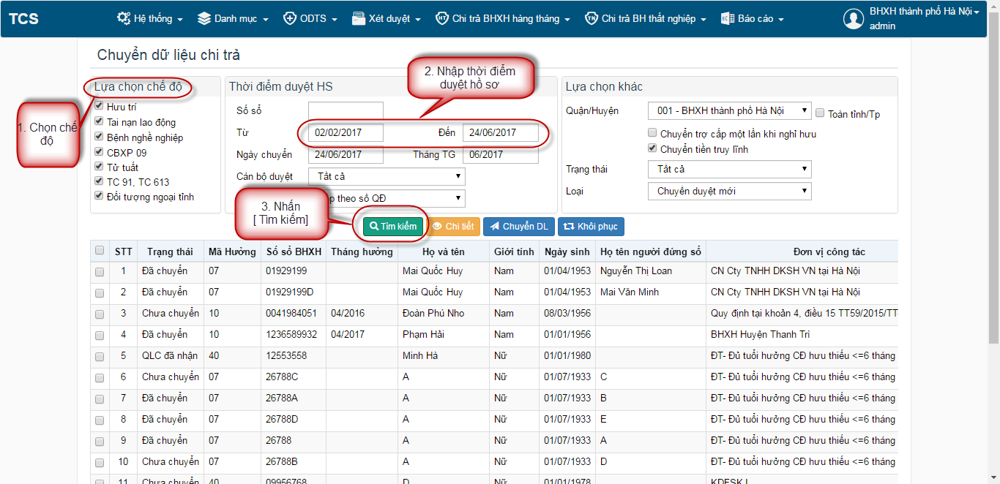 TCS
Hệ thống
Danh mục
ODTS
Xét duyệt
Chi trả BHXH hàng tháng
Chi trả BH thất nghiệp
Báo cáo
BHXH thành phố Hà Nội
admin
Chuyển dữ liệu chi trả
Lựa chọn chế độ
Hưu trí
Tai nạn lao động
Bệnh nghề nghiệp
CBXP 09
Tử tuất
TC 91, TC 613
Đối tượng ngoại tỉnh
1. Chọn chế
độ
2. Nhập thời điểm
duyệt hồ sơ
Thời điểm duyệt HS
Số sổ
Từ 02/02/2017 Đến 24/06/2017
Ngày chuyển 24/06/2017 Tháng TG 06/2017
Cán bộ duyệt Tất cả
theo số QĐ
3. Nhấn
[ Tìm kiếm]
Lựa chọn khác
Quận/Huyện 001 - BHXH thành phố Hà Nội Toàn tỉnh/Tp
Chuyển trợ cấp một lần khi nghỉ hưu
Chuyển tiền truy lĩnh
Trạng thái Tất cả
Loại Chuyển duyệt mới
Tìm kiếm Chi tiết Chuyển DL Khôi phục
STT Trạng thái Mã Hưởng Số sổ BHXH Tháng hưởng Họ và tên Giới tính Ngày sinh Họ tên người đứng sổ Đơn vị công tác
1 Đã chuyển 07 01929199 Mai Quốc Huy Nam 01/04/1953 Nguyễn Thị Loan CN Cty TNHH DKSH VN tại Hà Nội
2 Đã chuyển 07 01929199D Mai Quốc Huy Nam 01/04/1953 Mai Văn Minh CN Cty TNHH DKSH VN tại Hà Nội
3 Chưa chuyển 10 0041984051 04/2016 Đoàn Phú Nho Nam 08/03/1956 Quy định tại khoản 4, điều 15 TT59/2015/TT
4 Đã chuyển 10 1236589932 04/2017 Phạm Hải Nam 01/01/1956 BHXH Huyện Thanh Trì
5 QLC đã nhận 40 12553558 Minh Hà Nữ 01/01/1980 ĐT- Đủ tuổi hưởng CĐ hưu thiếu <=6 tháng
6 Chưa chuyển 07 26788C A Nữ 01/07/1933 C ĐT- Đủ tuổi hưởng CĐ hưu thiếu <=6 tháng
7 Đã chuyển 07 26788A A Nữ 01/07/1933 B ĐT- Đủ tuổi hưởng CĐ hưu thiếu <=6 tháng
8 Đã chuyển 07 26788D A Nữ 01/07/1933 E ĐT- Đủ tuổi hưởng CĐ hưu thiếu <=6 tháng
9 Đã chuyển 07 26788 A Nữ 01/07/1933 A ĐT- Đủ tuổi hưởng CĐ hưu thiếu <=6 tháng
10 Chưa chuyển 07 26788B A Nữ 01/07/1933 D ĐT- Đủ tuổi hưởng CĐ hưu thiếu <=6 tháng
11 Chưa chuyển 40 09956768 Nữ 01/01/1978